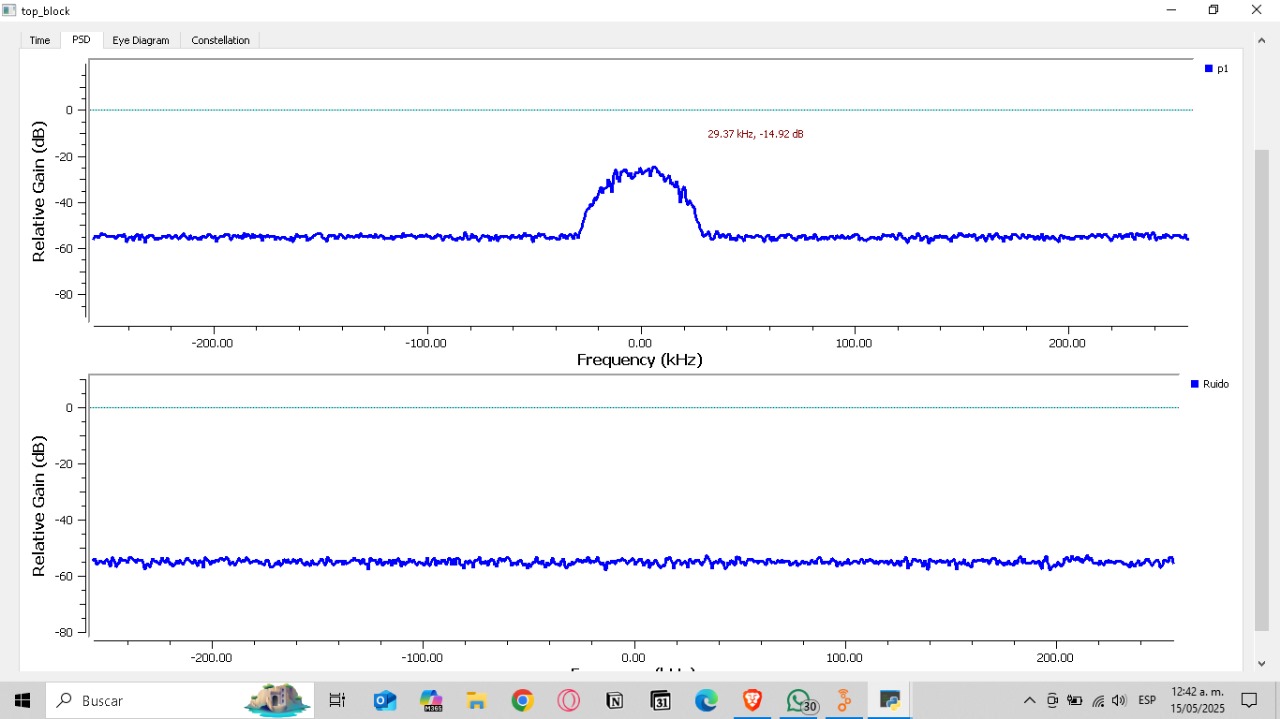 top_block
Time PSD Eye Diagram Constellation
p1
0
29.37 kHz, -14.92 dB
-20
-40
-60
-80
Relative Gain (dB)
-200.00 -100.00 0.00 100.00 200.00
Frequency (kHz)
Ruido
0
-20
-40
-60
-80
Relative Gain (dB)
-200.00 -100.00 0.00 100.00 200.00
Buscar
M365
31
30
ESP
12:42 a. m.
15/05/2025